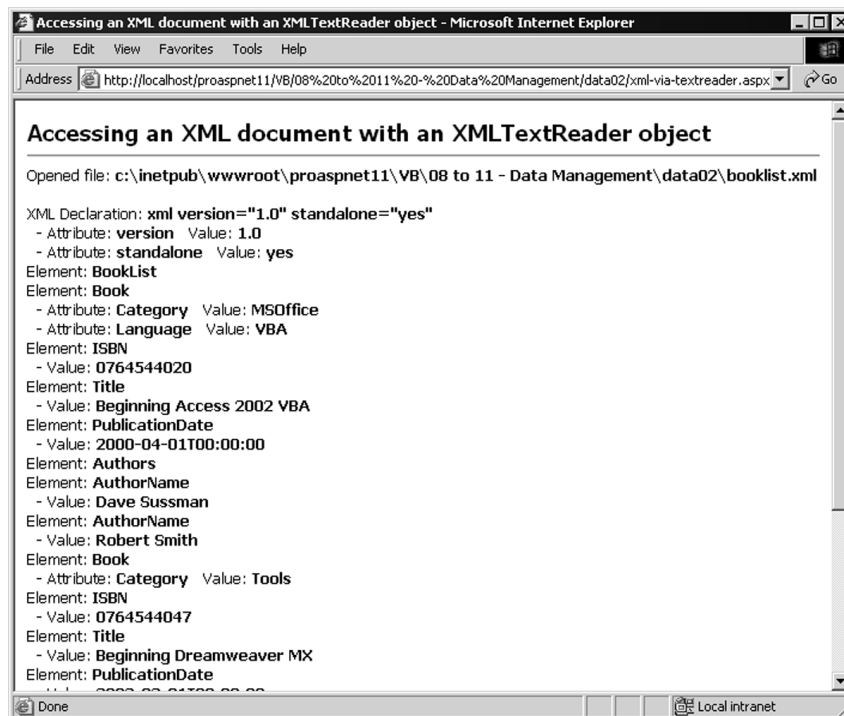 Accessing an XML document with an XMLTextReader object - Microsoft Internet Explorer
File Edit View Favorites Tools Help
Address http://localhost/proaspnet11/VB/08%20to%2011%20-%20Data%20Management/data02/xml-via-textreader.aspx Go
Accessing an XML document with an XMLTextReader object
Opened file: c:\inetpub\wwwroot\proaspnet11\VB\08 to 11 - Data Management\data02\booklist.xml
XML Declaration: xml version="1.0" standalone="yes"
- Attribute: version Value: 1.0
- Attribute: standalone Value: yes
Element: BookList
Element: Book
- Attribute: Category Value: MSOffice
- Attribute: Language Value: VBA
Element: ISBN
- Value: 0764544020
Element: Title
- Value: Beginning Access 2002 VBA
Element: PublicationDate
- Value: 2000-04-01T00:00:00
Element: Authors
Element: AuthorName
- Value: Dave Sussman
Element: AuthorName
- Value: Robert Smith
Element: Book
- Attribute: Category Value: Tools
Element: ISBN
- Value: 0764544047
Element: Title
- Value: Beginning Dreamweaver MX
Element: PublicationDate
Done Local intranet